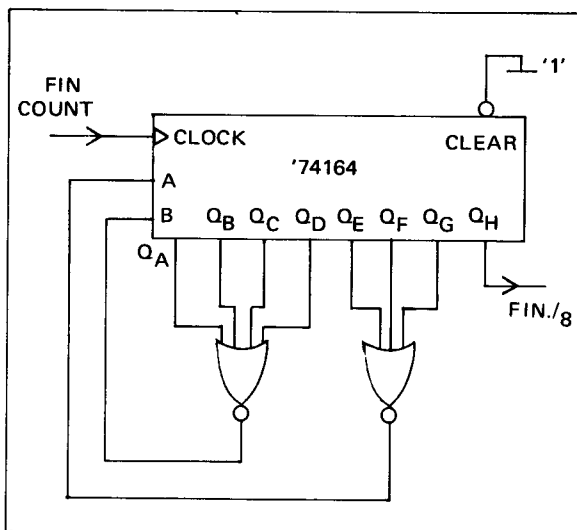 '1'
FIN
COUNT
CLOCK
CLEAR
'74164
A
B
QA QB QC QD QE QF QG QH
FIN./8